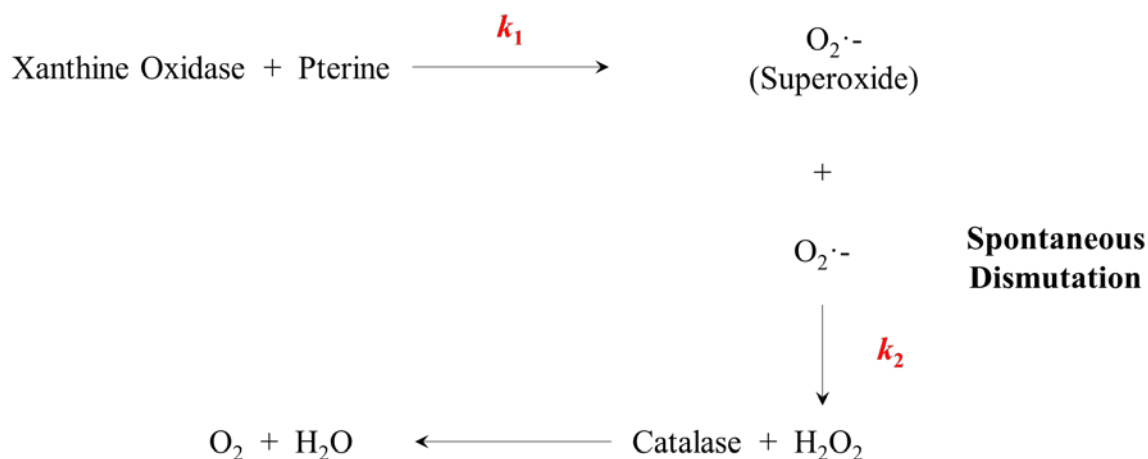 k₁
Xanthine Oxidase + Pterine
O₂·-
(Superoxide)
+
O₂·-
Spontaneous
Dismutation
k₂
O₂ + H₂O
Catalase + H₂O₂